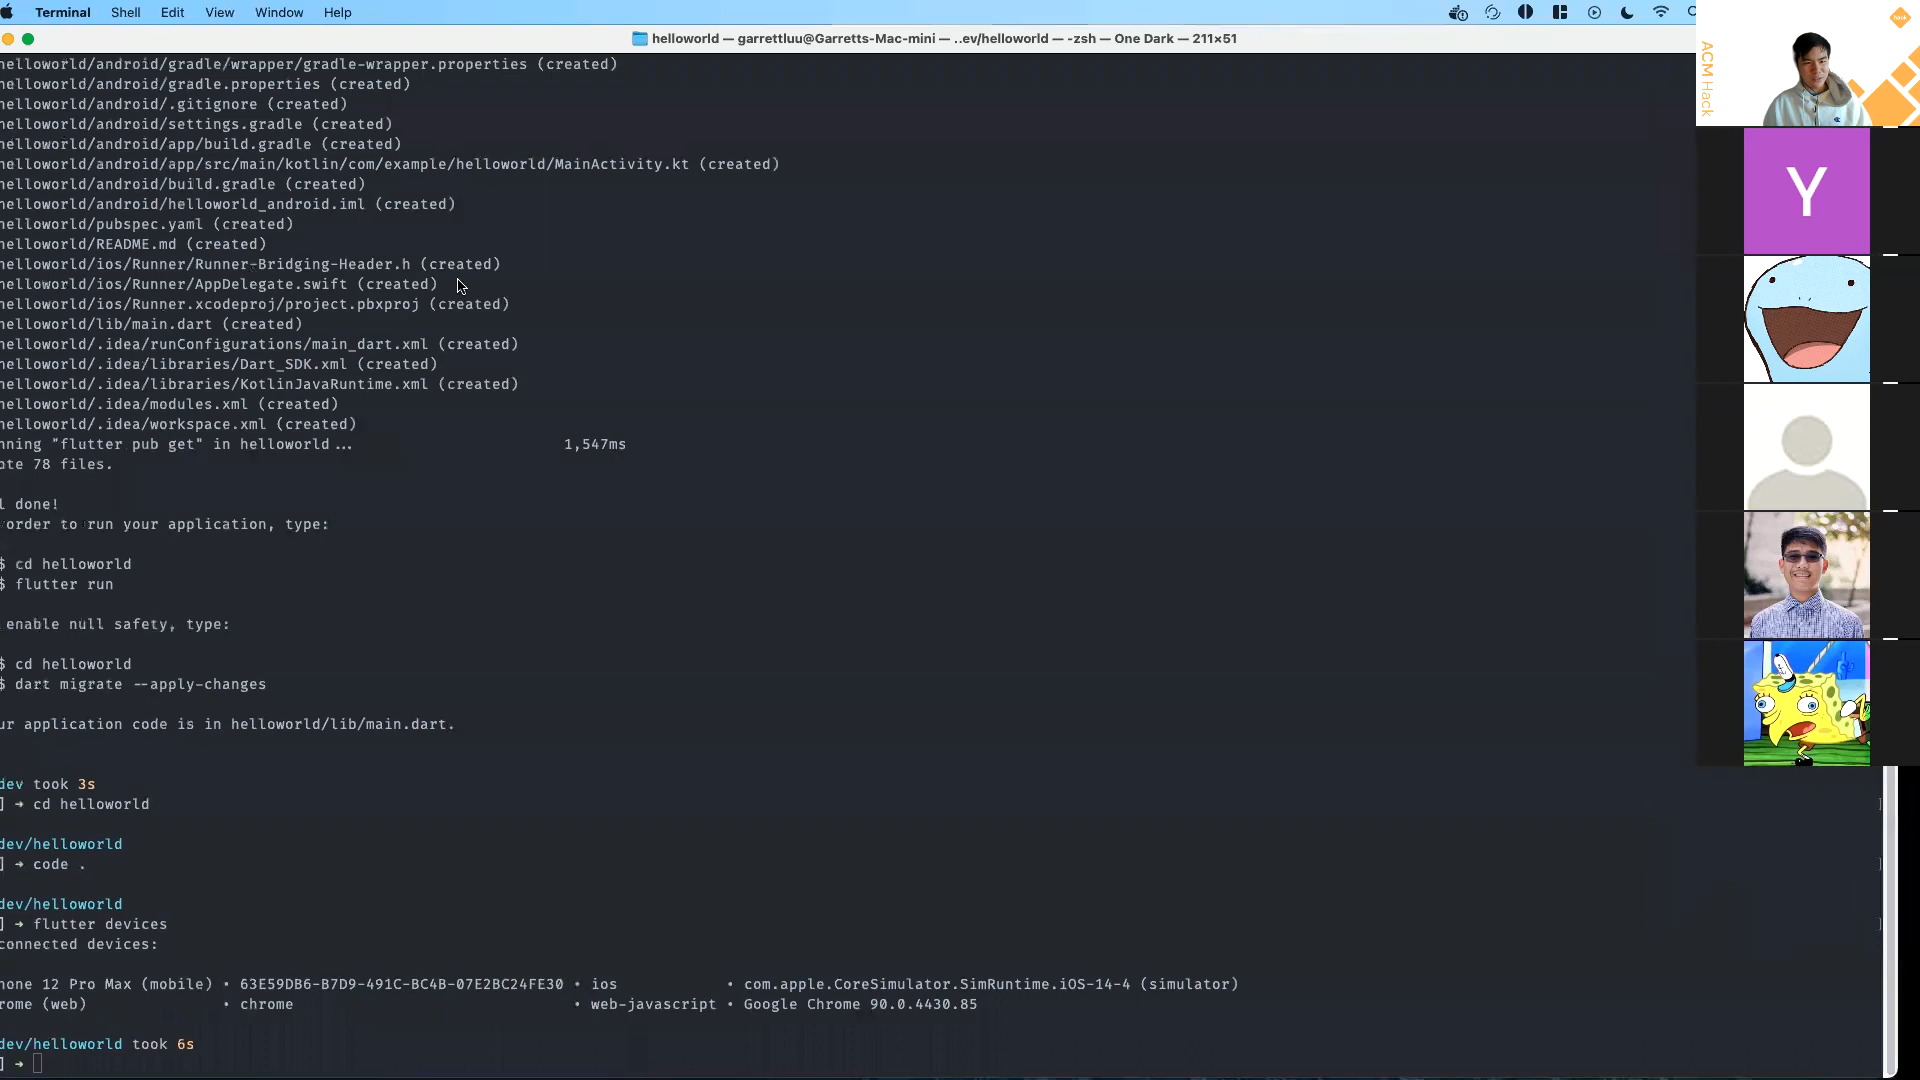 Terminal Shell Edit View Window Help
helloworld — garrettluu@Garretts-Mac-mini — ..ev/helloworld — -zsh — One Dark — 211×51
helloworld/android/gradle/wrapper/gradle-wrapper.properties (created)
helloworld/android/gradle.properties (created)
helloworld/android/.gitignore (created)
helloworld/android/settings.gradle (created)
helloworld/android/app/build.gradle (created)
helloworld/android/app/src/main/kotlin/com/example/helloworld/MainActivity.kt (created)
helloworld/android/build.gradle (created)
helloworld/android/helloworld_android.iml (created)
helloworld/pubspec.yaml (created)
helloworld/README.md (created)
helloworld/ios/Runner/Runner-Bridging-Header.h (created)
helloworld/ios/Runner/AppDelegate.swift (created)
helloworld/ios/Runner.xcodeproj/project.pbxproj (created)
helloworld/lib/main.dart (created)
helloworld/.idea/runConfigurations/main_dart.xml (created)
helloworld/.idea/libraries/Dart_SDK.xml (created)
helloworld/.idea/libraries/KotlinJavaRuntime.xml (created)
helloworld/.idea/modules.xml (created)
helloworld/.idea/workspace.xml (created)
nning "flutter pub get" in helloworld... 1,547ms
ote 78 files.
l done!
order to run your application, type:
$ cd helloworld
$ flutter run
enable null safety, type:
$ cd helloworld
$ dart migrate --apply-changes
ur application code is in helloworld/lib/main.dart.
dev took 3s
] ➜ cd helloworld
dev/helloworld
] ➜ code .
dev/helloworld
] ➜ flutter devices
connected devices:
hone 12 Pro Max (mobile) • 63E59DB6-B7D9-491C-BC4B-07E2BC24FE30 • ios • com.apple.CoreSimulator.SimRuntime.iOS-14-4 (simulator)
rome (web) • chrome • web-javascript • Google Chrome 90.0.4430.85
dev/helloworld took 6s
] ➜
ACM Hack
hack
Y